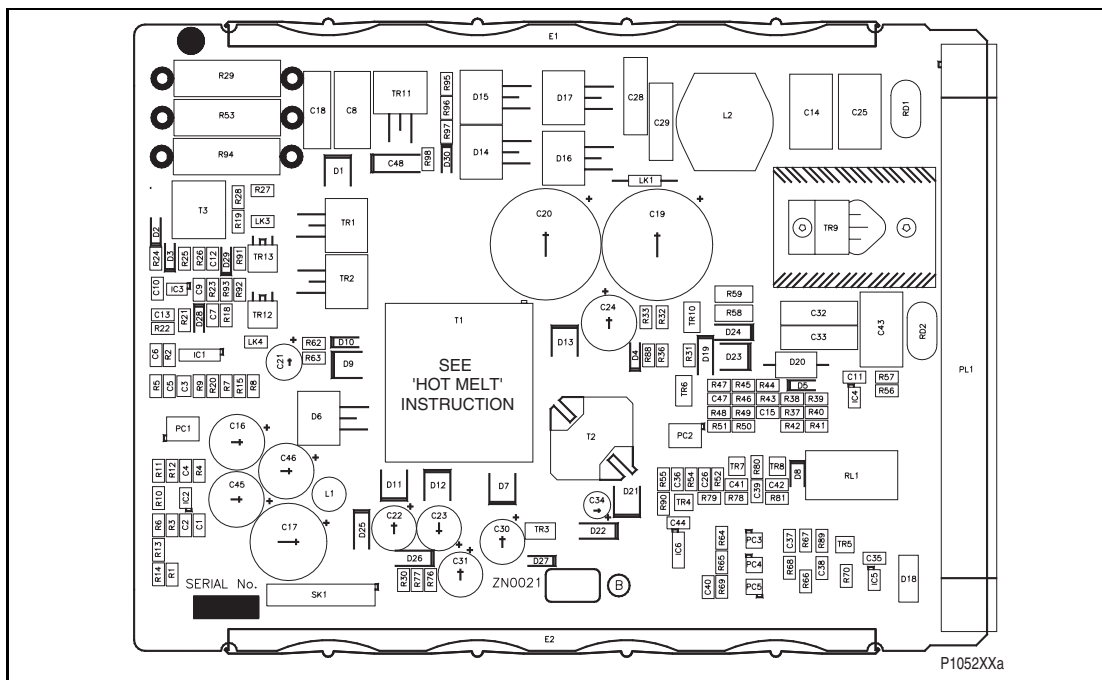 E1
R29
R53
R94
C18
C8
TR11
R95
R96
R97
D30
R98
C48
D15
D14
D17
D16
C28
C29
L2
C14
C25
RD1
D1
LK1
T3
R28
R19
R27
LK3
TR1
TR2
C20
C19
TR9
D2
R24
D3
R25
R26
C12
D29
R91
TR13
C10
IC3
C9
R23
R93
R92
C13
R22
R21
D28
C7
R18
TR12
T1
SEE
'HOT MELT'
INSTRUCTION
C24
R33
R32
TR10
R59
R58
D24
C32
C33
C43
RD2
PL1
C6
R2
IC1
LK4
C21
R62
R63
D10
D9
D13
D4
R88
R36
R31
D19
D23
D20
R5
C5
C3
R9
R20
R7
R15
R8
D6
TR6
R47
R45
R44
D5
C11
IC4
R57
R56
C47
R46
R43
R38
R39
R48
R49
C15
R37
R40
R51
R50
R42
R41
PC1
C16
T2
PC2
R11
R12
C4
R4
C46
D11
D12
D7
C34
D21
R55
C36
R54
C26
R52
TR7
R80
TR8
D8
RL1
C41
C39
C42
R90
TR4
R79
R78
R81
R10
IC2
C45
L1
R6
R3
C2
C1
C17
D25
C22
C23
C30
TR3
D22
C44
IC6
R64
PC3
C37
R67
R89
TR5
C35
R13
D26
D27
R65
PC4
R68
C38
R14
R1
R30
R77
R76
C31
ZN0021
B
C40
R69
PC5
R66
R70
IC5
D18
SERIAL No.
SK1
E2
P1052XXa